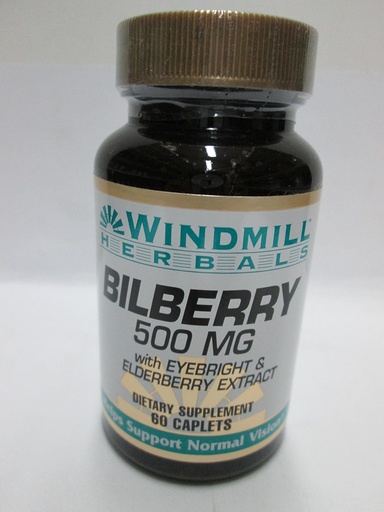 WINDMILL
HERBALS
BILBERRY
500 MG
with EYEBRIGHT &
ELDERBERRY EXTRACT
DIETARY SUPPLEMENT
60 CAPLETS
Helps Support Normal Vision